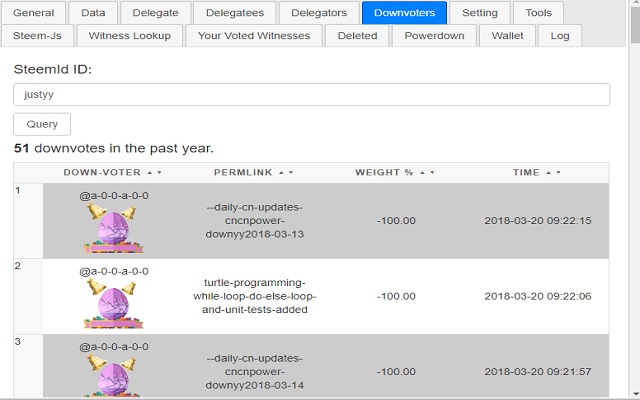 General Data Delegate Delegatees Delegators Downvoters Setting Tools
Steem-Js Witness Lookup Your Voted Witnesses Deleted Powerdown Wallet Log
SteemId ID:
justyy
Query
51 downvotes in the past year.
DOWN-VOTER PERMLINK WEIGHT % TIME
1
@a-0-0-a-0-0
--daily-cn-updates-
cncnpower-
downyy2018-03-13
-100.00
2018-03-20 09:22:15
2
@a-0-0-a-0-0
turtle-programming-
while-loop-do-else-loop-
and-unit-tests-added
-100.00
2018-03-20 09:22:06
3
@a-0-0-a-0-0
--daily-cn-updates-
cncnpower-
downyy2018-03-14
-100.00
2018-03-20 09:21:57